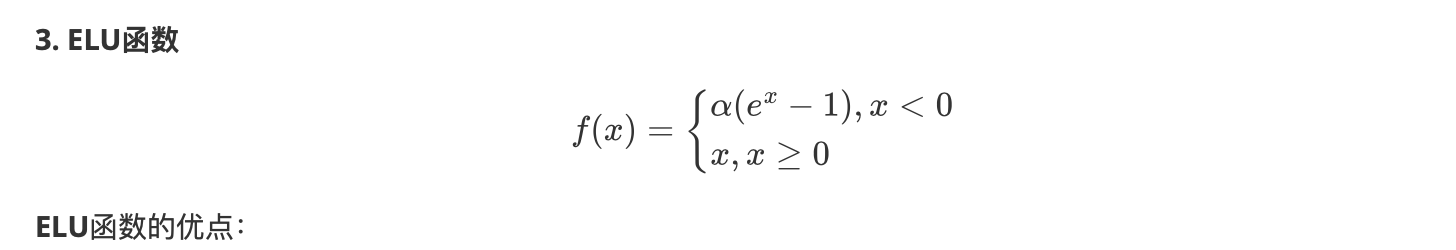 3. ELU函数
f(x) = { α(e^x − 1), x < 0
x, x ≥ 0
ELU函数的优点：